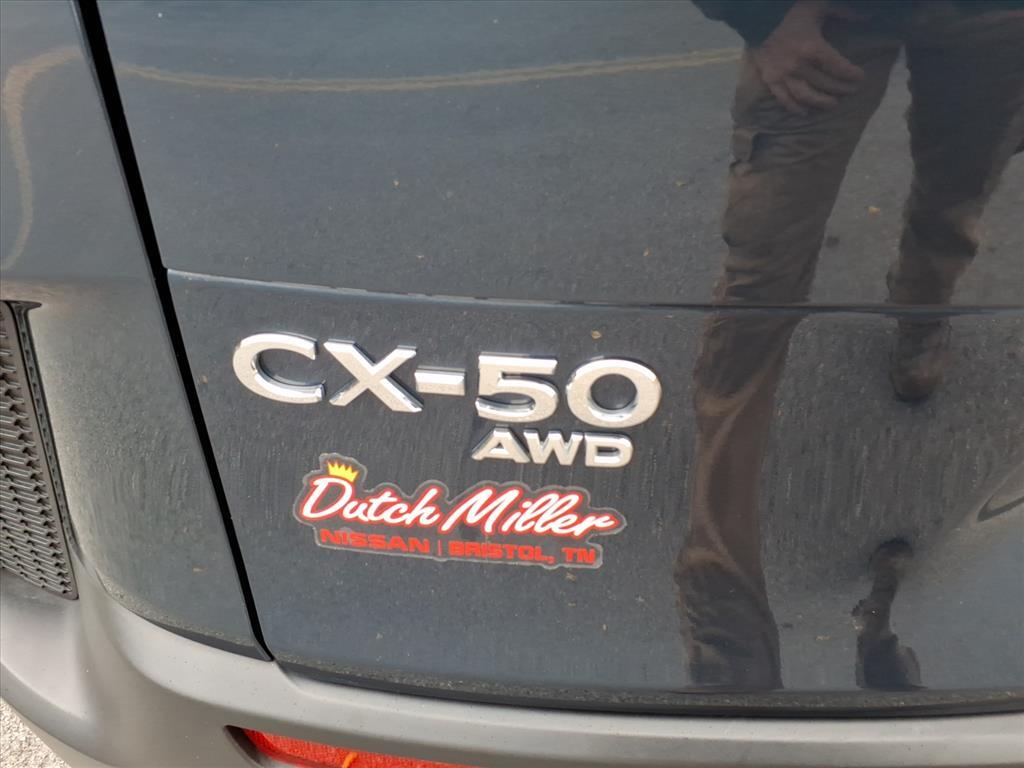 CX-50
AWD
Dutch Miller
NISSAN | BRISTOL, TN